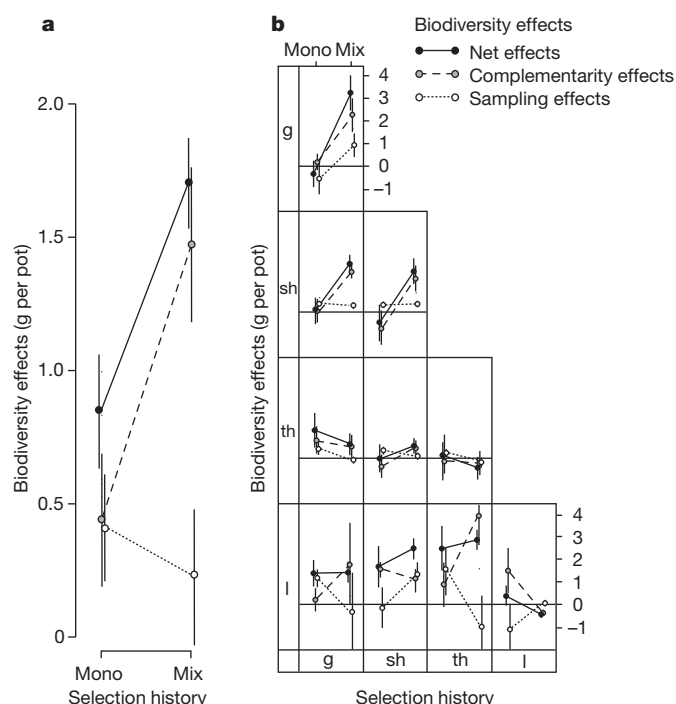 a
b
Biodiversity effects
Net effects
Complementarity effects
Sampling effects
Biodiversity effects (g per pot)
2.0
1.5
1.0
0.5
0
Mono Mix
Selection history
Biodiversity effects (g per pot)
Mono Mix
g
4
3
2
1
0
–1
sh
th
l
4
3
2
1
0
–1
g sh th l
Selection history